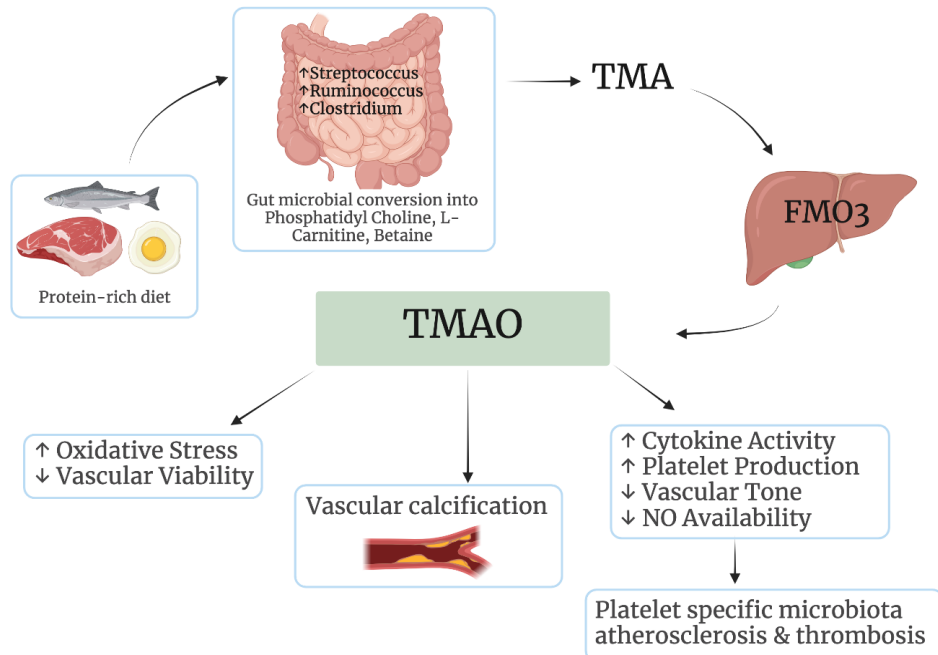 ↑Streptococcus
↑Ruminococcus
↑Clostridium
Gut microbial conversion into
Phosphatidyl Choline, L-
Carnitine, Betaine
TMA
FMO3
Protein-rich diet
TMAO
↑ Oxidative Stress
↓ Vascular Viability
Vascular calcification
↑ Cytokine Activity
↑ Platelet Production
↓ Vascular Tone
↓ NO Availability
Platelet specific microbiota
atherosclerosis & thrombosis